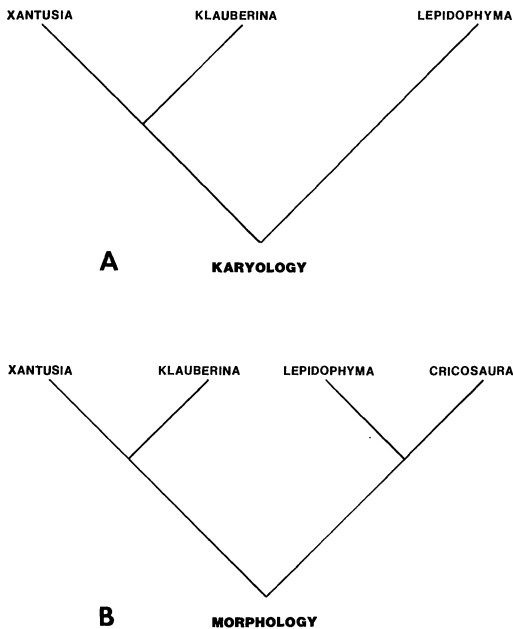 XANTUSIA KLAUBERINA LEPIDOPHYMA
A
KARYOLOGY
XANTUSIA KLAUBERINA LEPIDOPHYMA CRICOSAURA
B
MORPHOLOGY